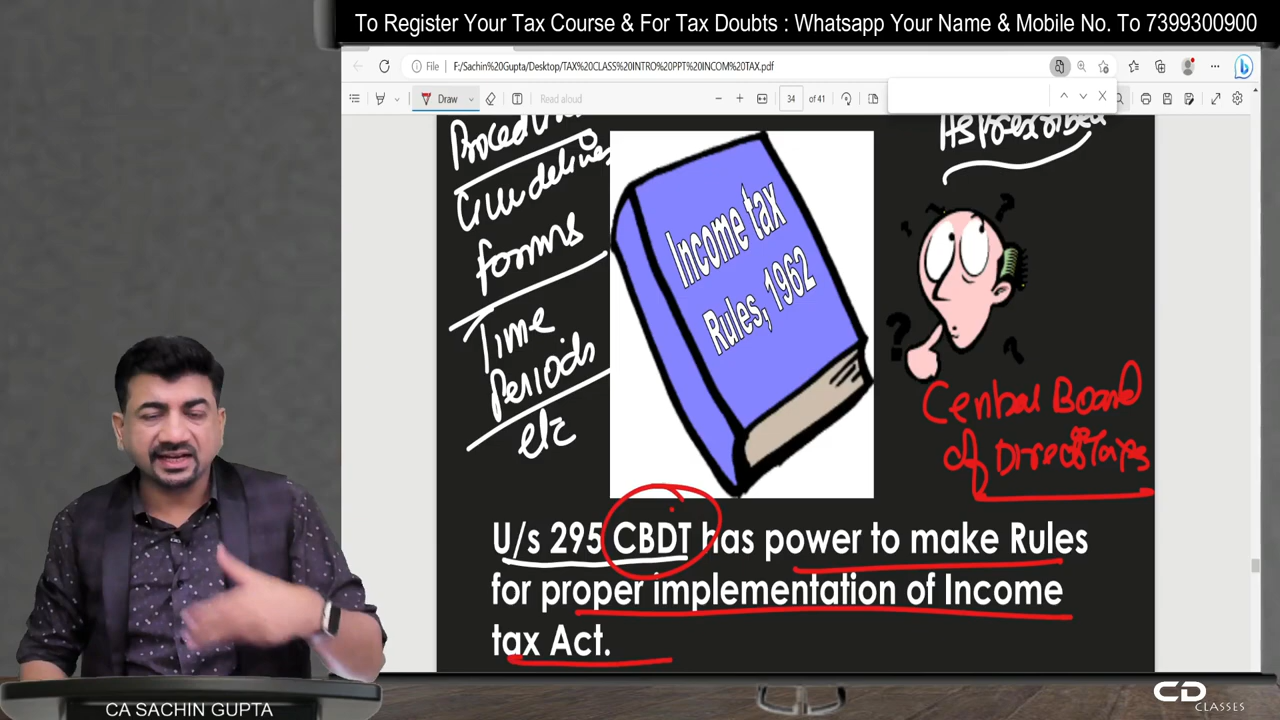 To Register Your Tax Course & For Tax Doubts : Whatsapp Your Name & Mobile No. To 7399300900
File
F:/Sachin%20Gupta/Desktop/TAX%20CLASS%20INTRO%20PPT%20INCOM%20TAX.pdf
Draw
Read aloud
34 of 41
Guidelines
forms
Time
Periods
etc
As Prescribed
Income tax
Rules, 1962
Central Board
of Direct Taxes
U/s 295 CBDT has power to make Rules
for proper implementation of Income
tax Act.
CA SACHIN GUPTA
CD
CLASSES